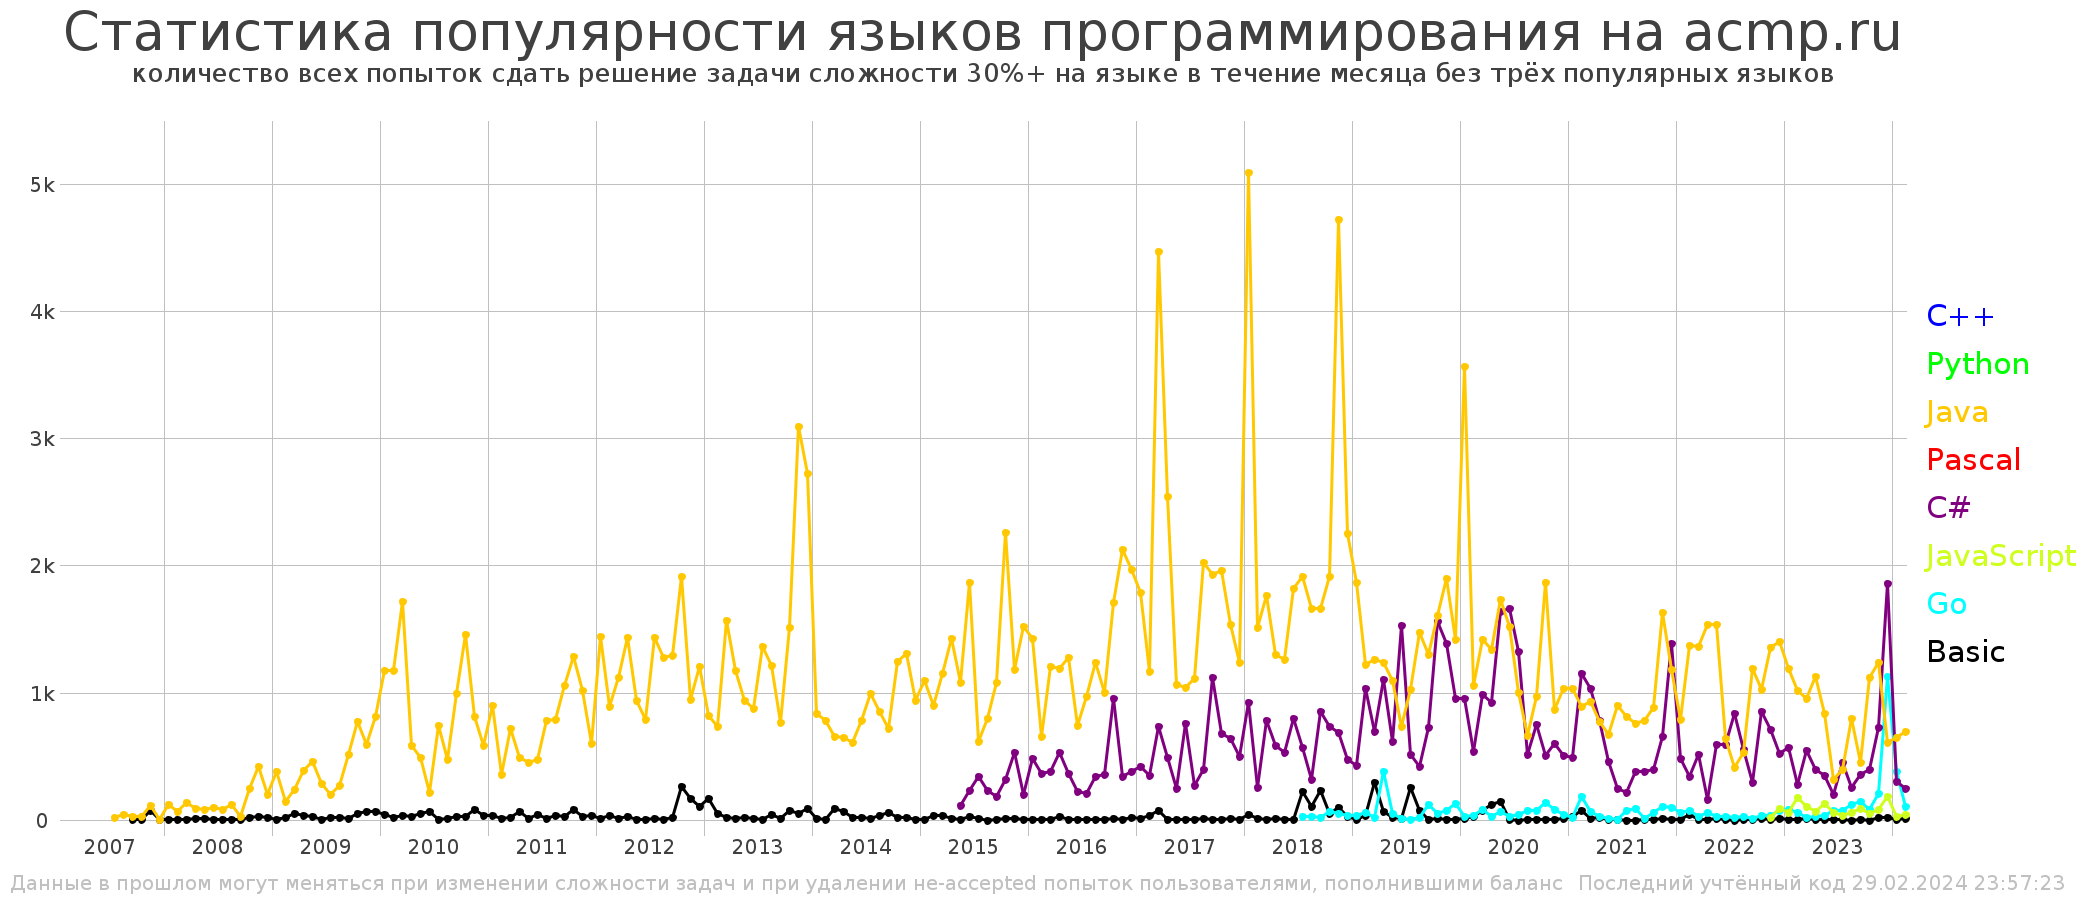 Статистика популярности языков программирования на acmp.ru
количество всех попыток сдать решение задачи сложности 30%+ на языке в течение месяца без трёх популярных языков
5k
4k
3k
2k
1k
0
C++
Python
Java
Pascal
C#
JavaScript
Go
Basic
2007 2008 2009 2010 2011 2012 2013 2014 2015 2016 2017 2018 2019 2020 2021 2022 2023
Данные в прошлом могут меняться при изменении сложности задач и при удалении не-accepted попыток пользователями, пополнившими баланс Последний учтённый код 29.02.2024 23:57:23